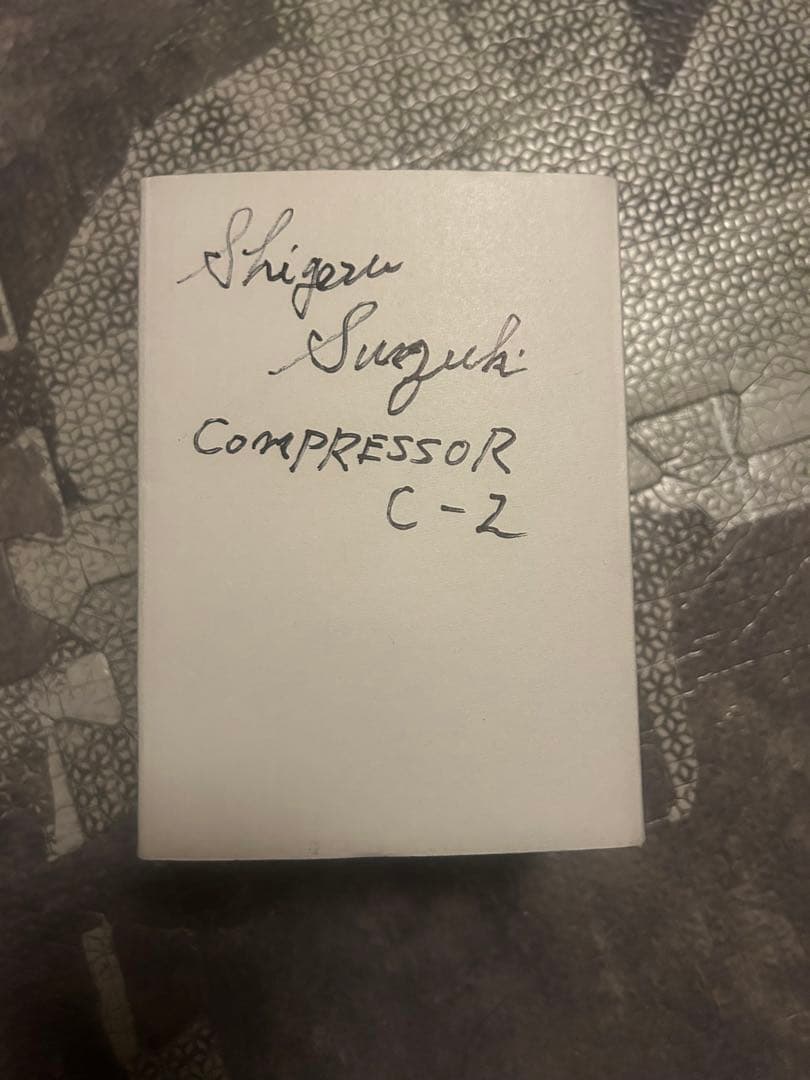 Shigeru
Suzuki
COMPRESSOR
C-2